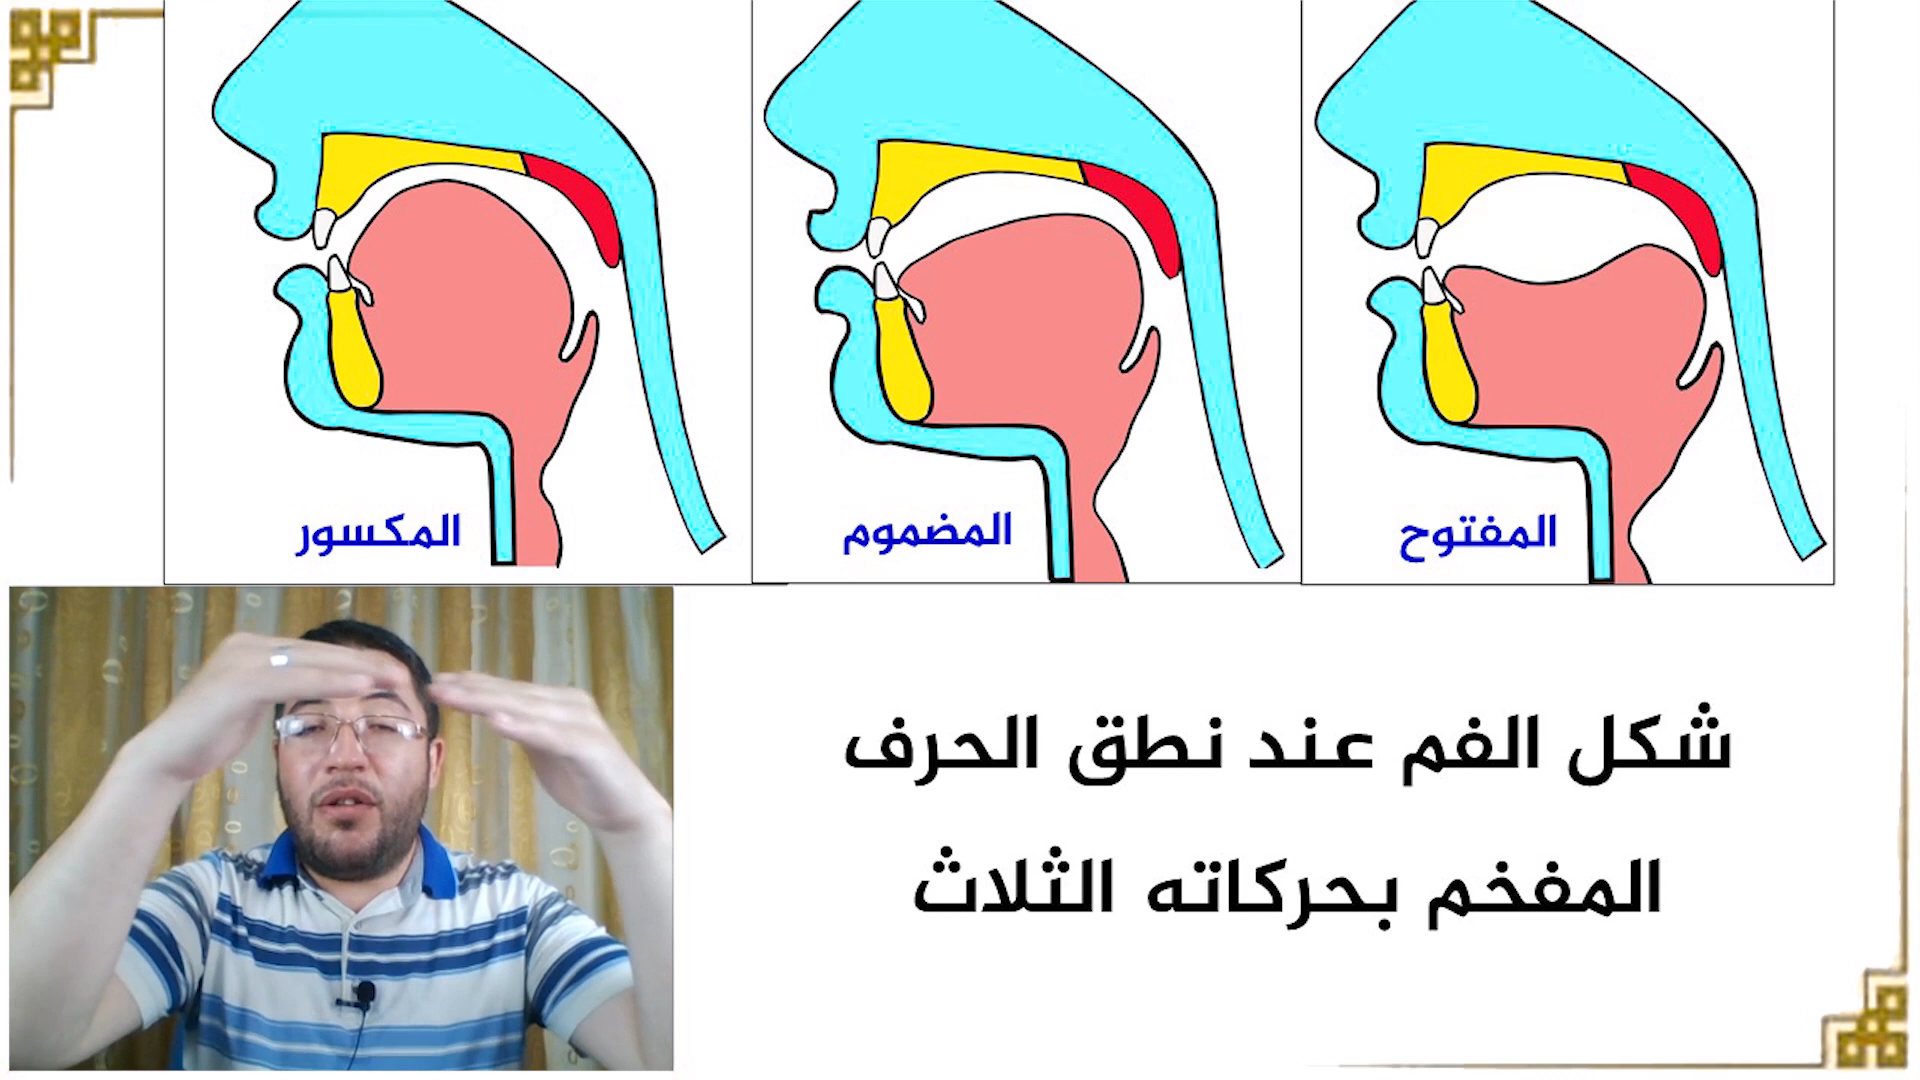 المفتوح
المضموم
المكسور
شكل الفم عند نطق الحرف
المفخم بحركاته الثلاث